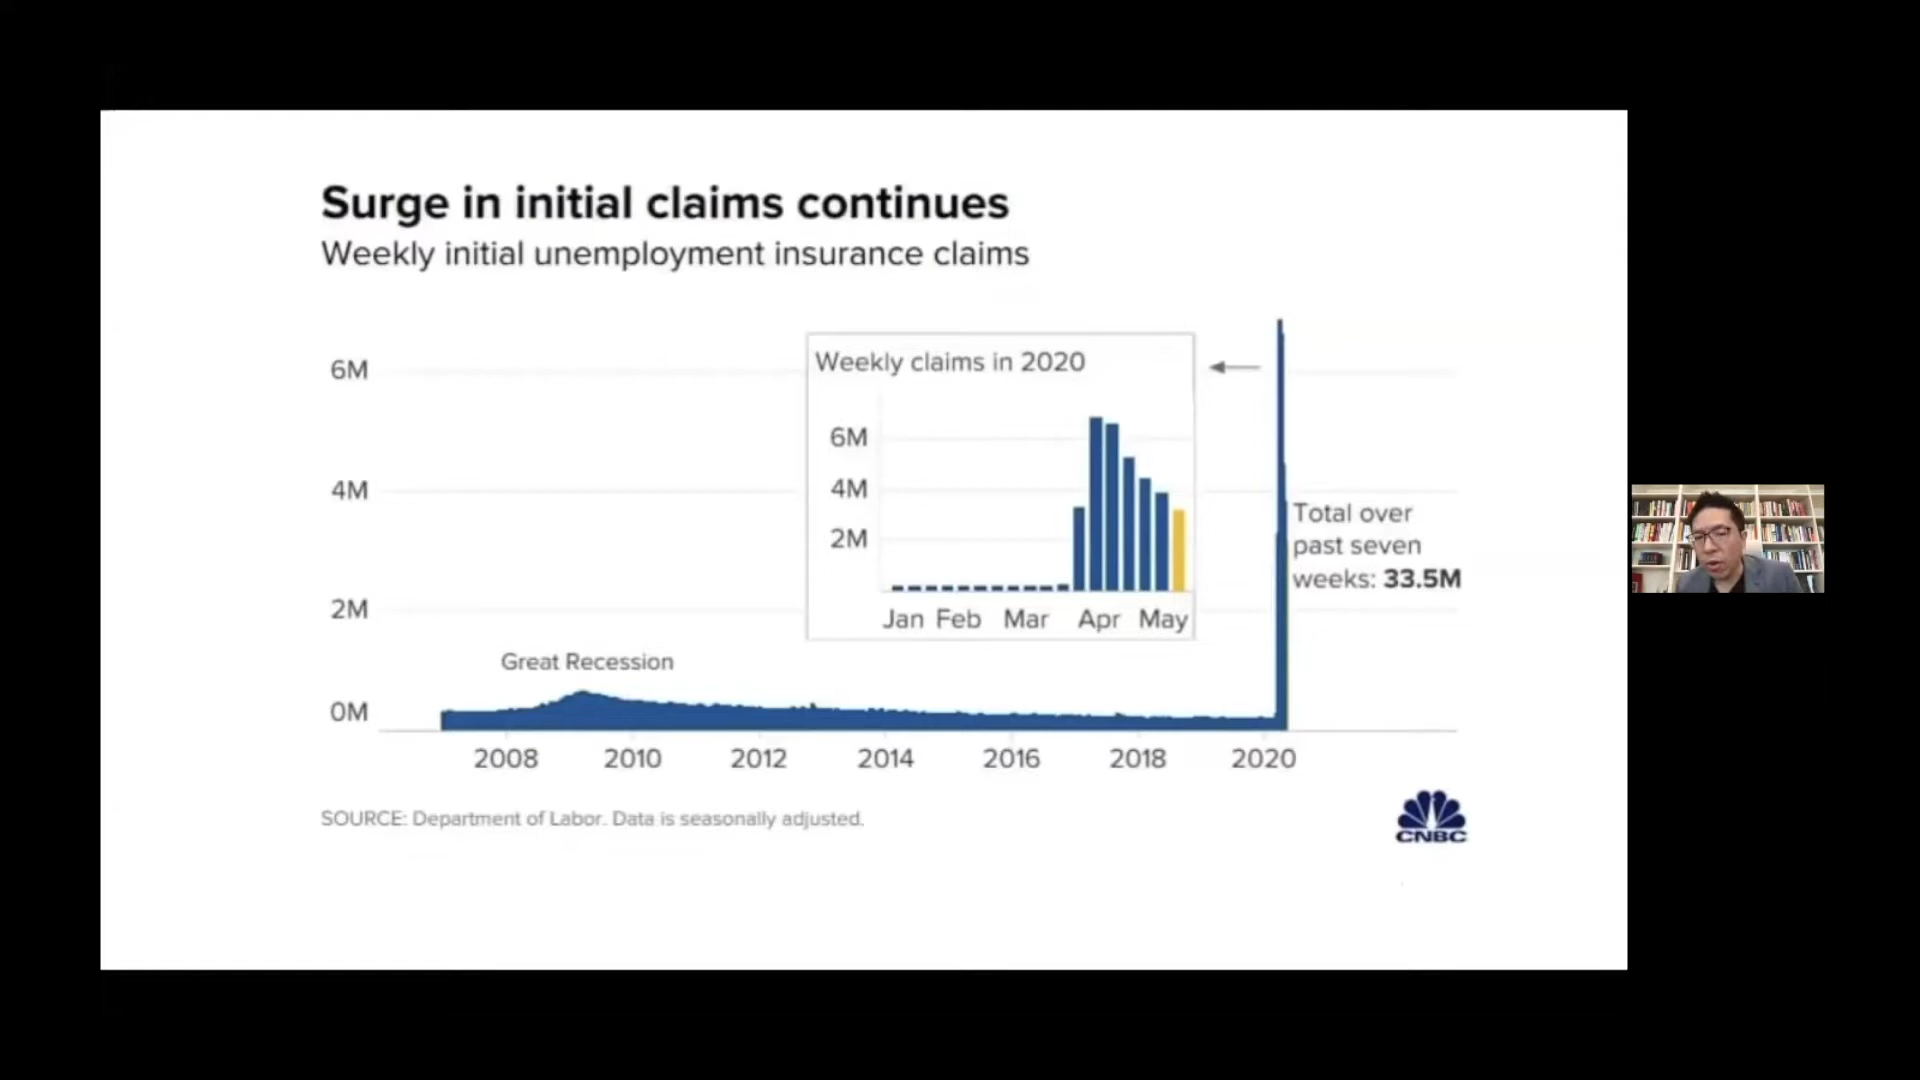 Surge in initial claims continues
Weekly initial unemployment insurance claims
6M
4M
2M
0M
Weekly claims in 2020
6M
4M
2M
Jan Feb Mar Apr May
Total over
past seven
weeks: 33.5M
Great Recession
2008 2010 2012 2014 2016 2018 2020
SOURCE: Department of Labor. Data is seasonally adjusted.
CNBC